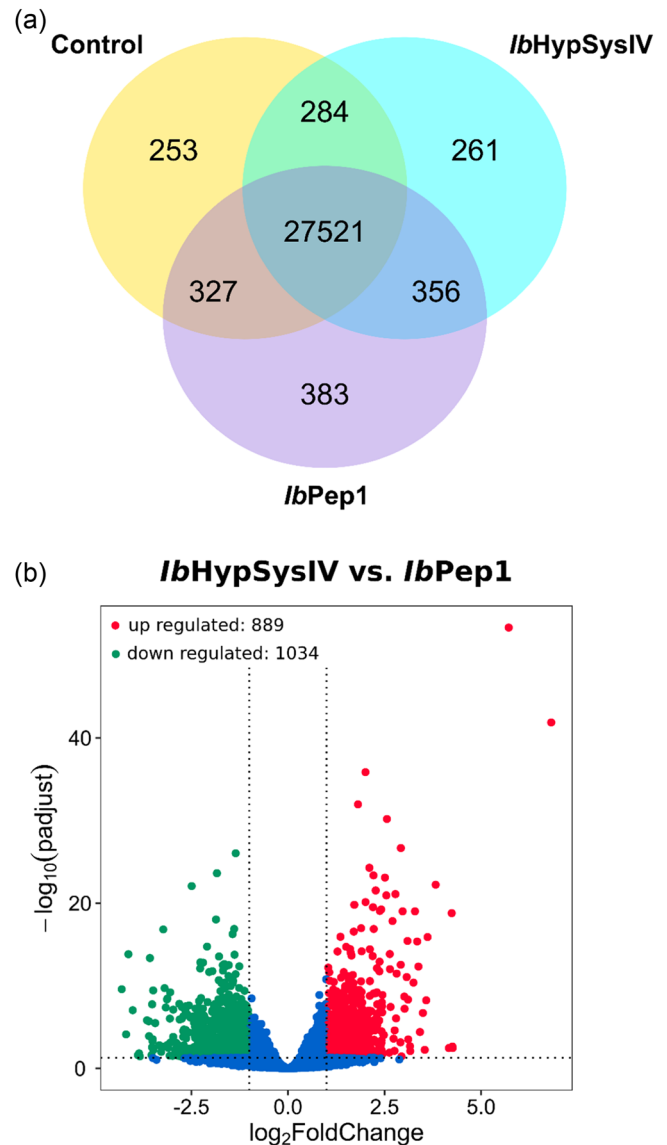 (a)
Control
IbHypSysIV
284
253
261
27521
327
356
383
IbPep1
(b)
IbHypSysIV vs. IbPep1
up regulated: 889
down regulated: 1034
40
20
0
−log₁₀(padjust)
-2.5
0.0
2.5
5.0
log₂FoldChange